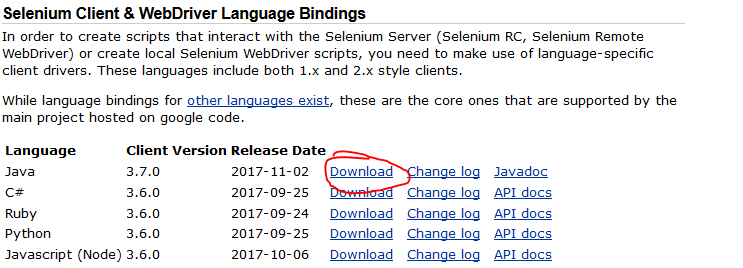 Selenium Client & WebDriver Language Bindings
In order to create scripts that interact with the Selenium Server (Selenium RC, Selenium Remote
WebDriver) or create local Selenium WebDriver scripts, you need to make use of language-specific
client drivers. These languages include both 1.x and 2.x style clients.
While language bindings for other languages exist, these are the core ones that are supported by the
main project hosted on google code.
Language Client Version Release Date
Java 3.7.0 2017-11-02 Download Change log Javadoc
C# 3.6.0 2017-09-25 Download Change log API docs
Ruby 3.6.0 2017-09-24 Download Change log API docs
Python 3.6.0 2017-09-25 Download Change log API docs
Javascript (Node) 3.6.0 2017-10-06 Download Change log API docs